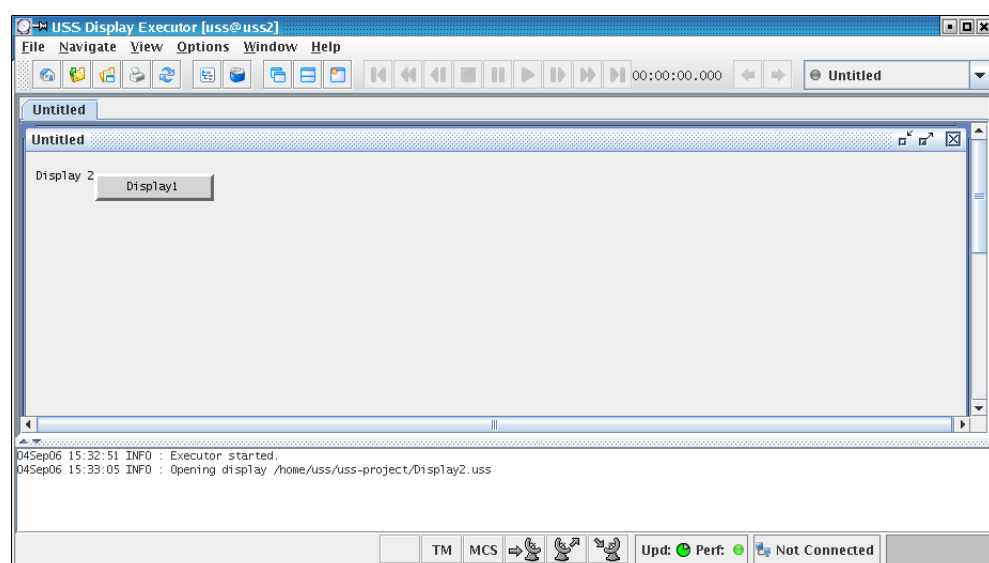 USS Display Executor [uss@uss2]
File Navigate View Options Window Help
00:00:00.000 Untitled
Untitled
Untitled
Display 2 Display1
04Sep06 15:32:51 INFO : Executor started.
04Sep06 15:33:05 INFO : Opening display /home/uss/uss-project/Display2.uss
TM MCS Upd: Perf: Not Connected